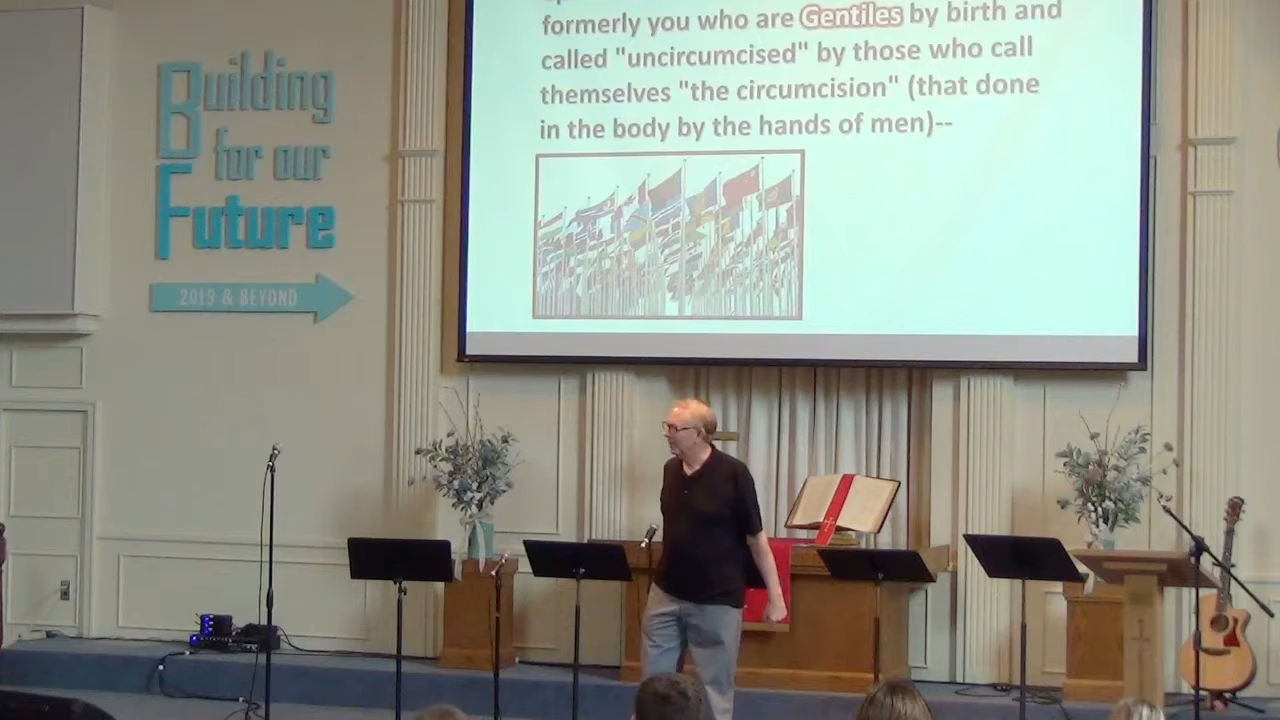 Building
for our
Future
2019 & BEYOND
formerly you who are Gentiles by birth and
called "uncircumcised" by those who call
themselves "the circumcision" (that done
in the body by the hands of men)--